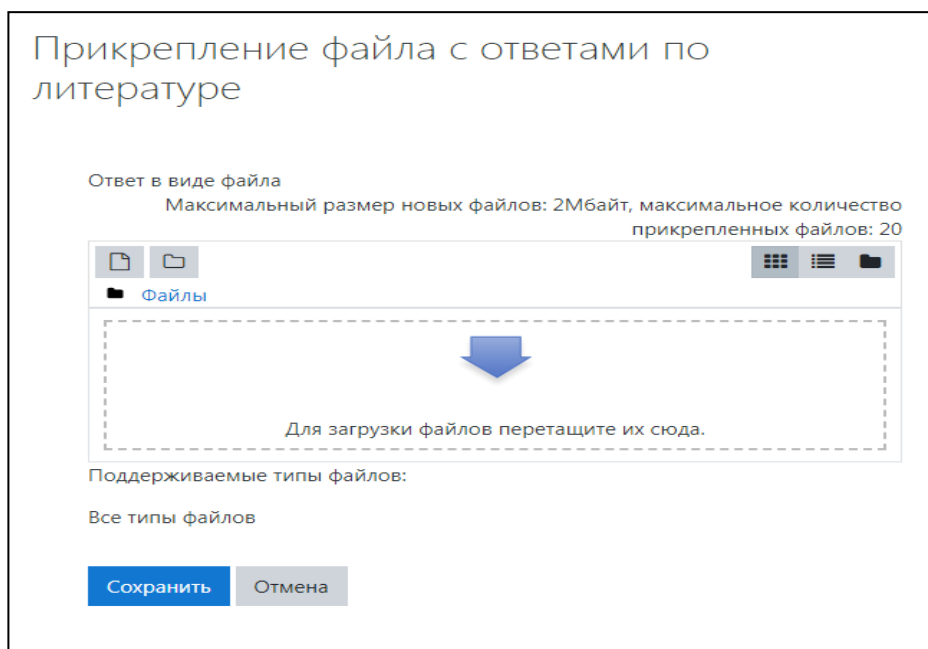 Прикрепление файла с ответами по
литературе
Ответ в виде файла
Максимальный размер новых файлов: 2Мбайт, максимальное количество
прикрепленных файлов: 20
Файлы
Для загрузки файлов перетащите их сюда.
Поддерживаемые типы файлов:
Все типы файлов
Сохранить Отмена